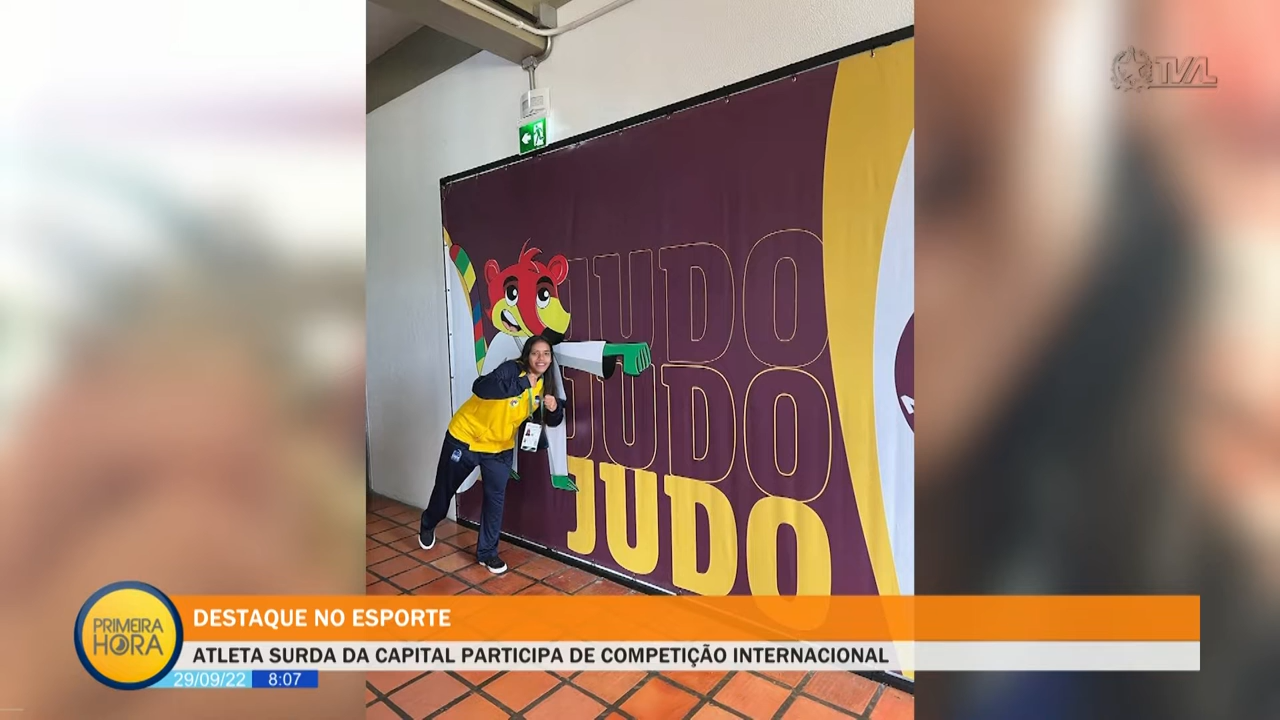 TVAL
JUDO
JUDO
JUDO
PRIMEIRA
HORA
DESTAQUE NO ESPORTE
ATLETA SURDA DA CAPITAL PARTICIPA DE COMPETIÇÃO INTERNACIONAL
29/09/22
8:07